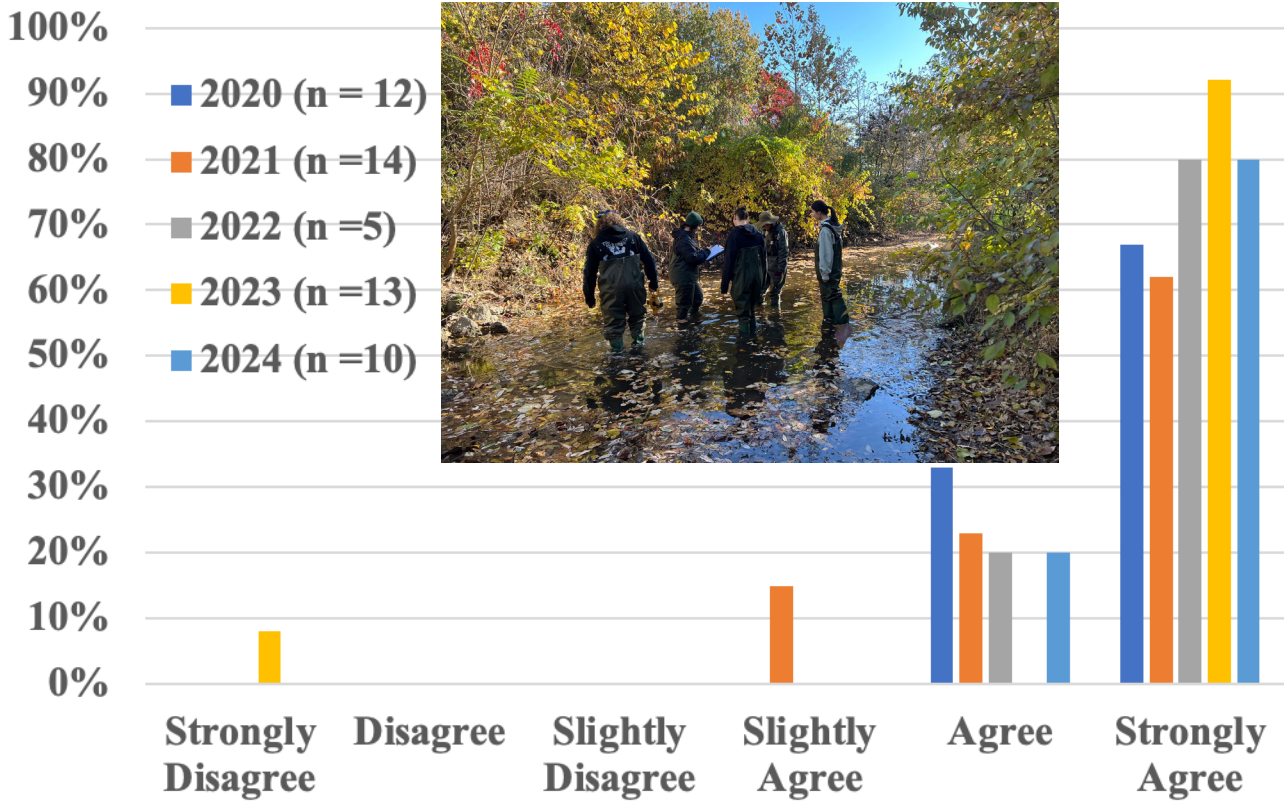 100%
90%
80%
70%
60%
50%
40%
30%
20%
10%
0%
2020 (n = 12)
2021 (n =14)
2022 (n =5)
2023 (n =13)
2024 (n =10)
Strongly
Disagree
Disagree
Slightly
Disagree
Slightly
Agree
Agree
Strongly
Agree